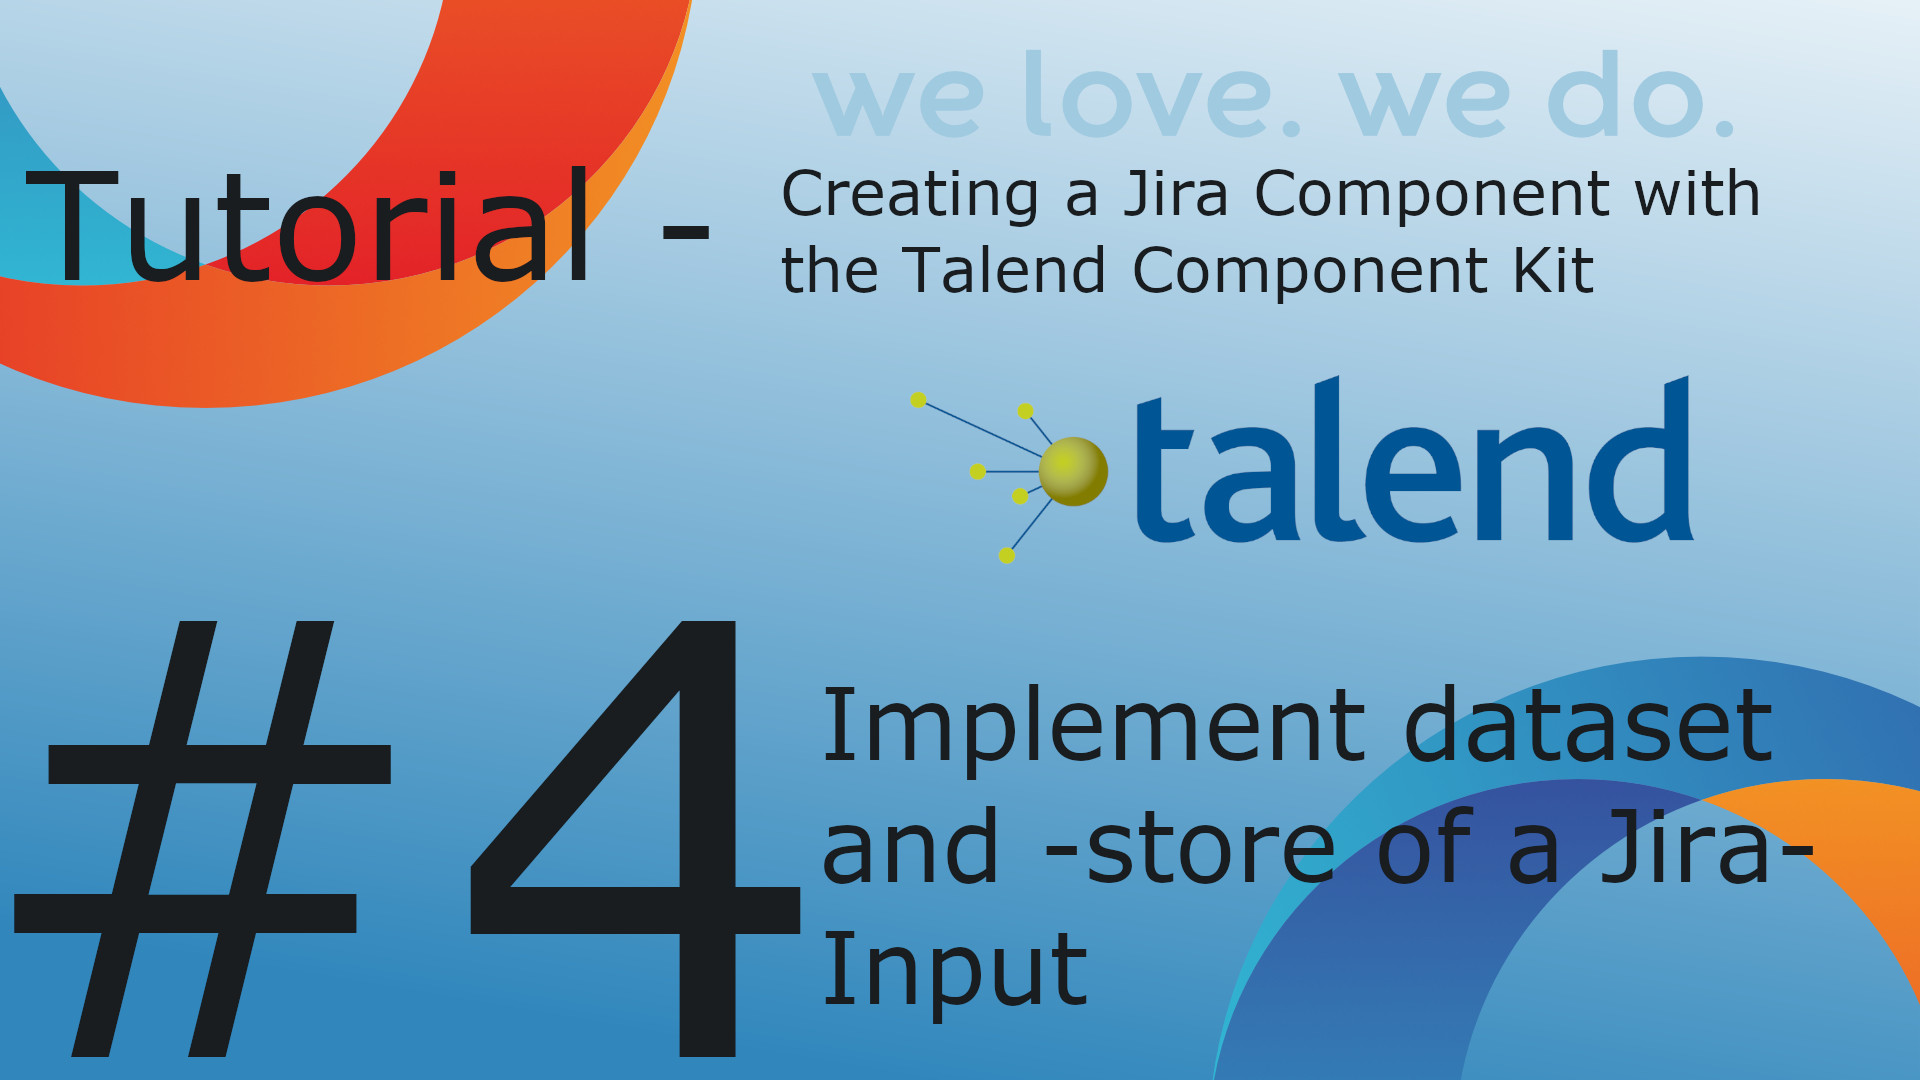 we love. we do.
Tutorial -
Creating a Jira Component with
the Talend Component Kit
talend
#4
Implement dataset
and -store of a Jira-
Input